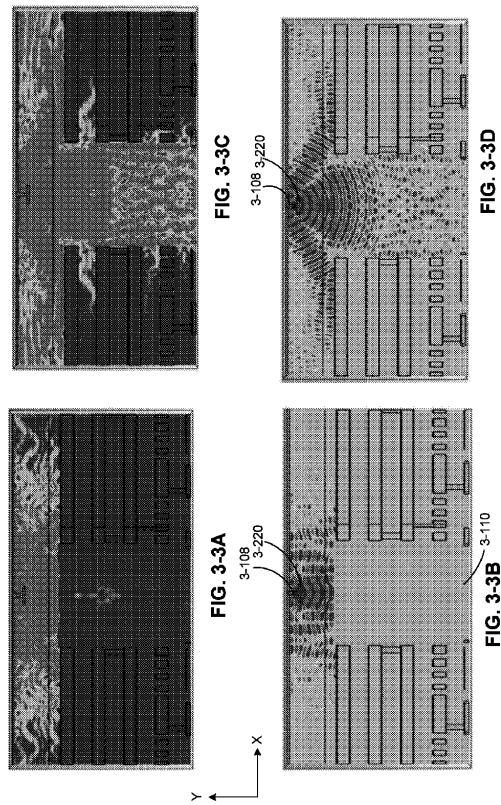 FIG. 3-3A
FIG. 3-3C
3-108
3-220
FIG. 3-3B
3-110
3-108
3-220
FIG. 3-3D
Y
X